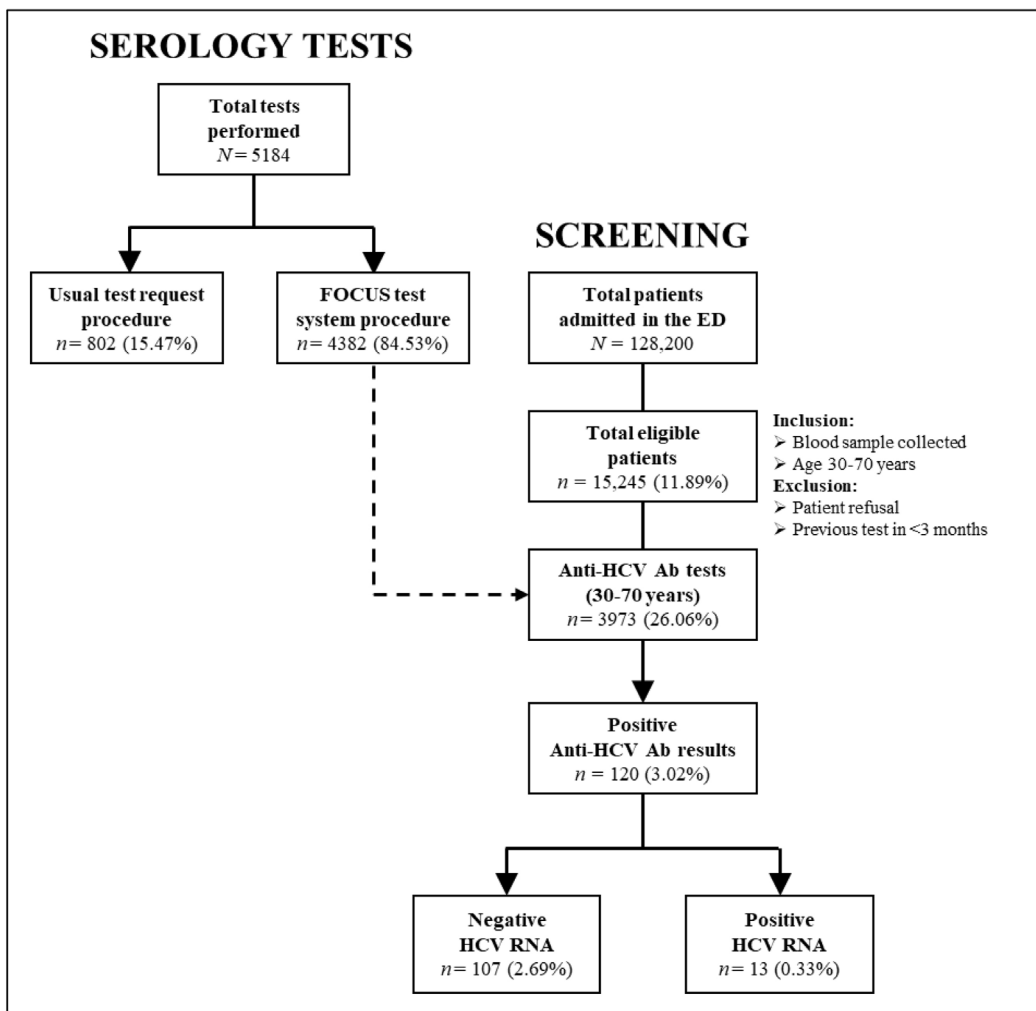 SEROLOGY TESTS
Total tests
performed
N = 5184
Usual test request
procedure
n= 802 (15.47%)
FOCUS test
system procedure
n= 4382 (84.53%)
SCREENING
Total patients
admitted in the ED
N = 128,200
Total eligible
patients
n = 15,245 (11.89%)
Inclusion:
➢ Blood sample collected
➢ Age 30-70 years
Exclusion:
➢ Patient refusal
➢ Previous test in <3 months
Anti-HCV Ab tests
(30-70 years)
n= 3973 (26.06%)
Positive
Anti-HCV Ab results
n = 120 (3.02%)
Negative
HCV RNA
n= 107 (2.69%)
Positive
HCV RNA
n= 13 (0.33%)